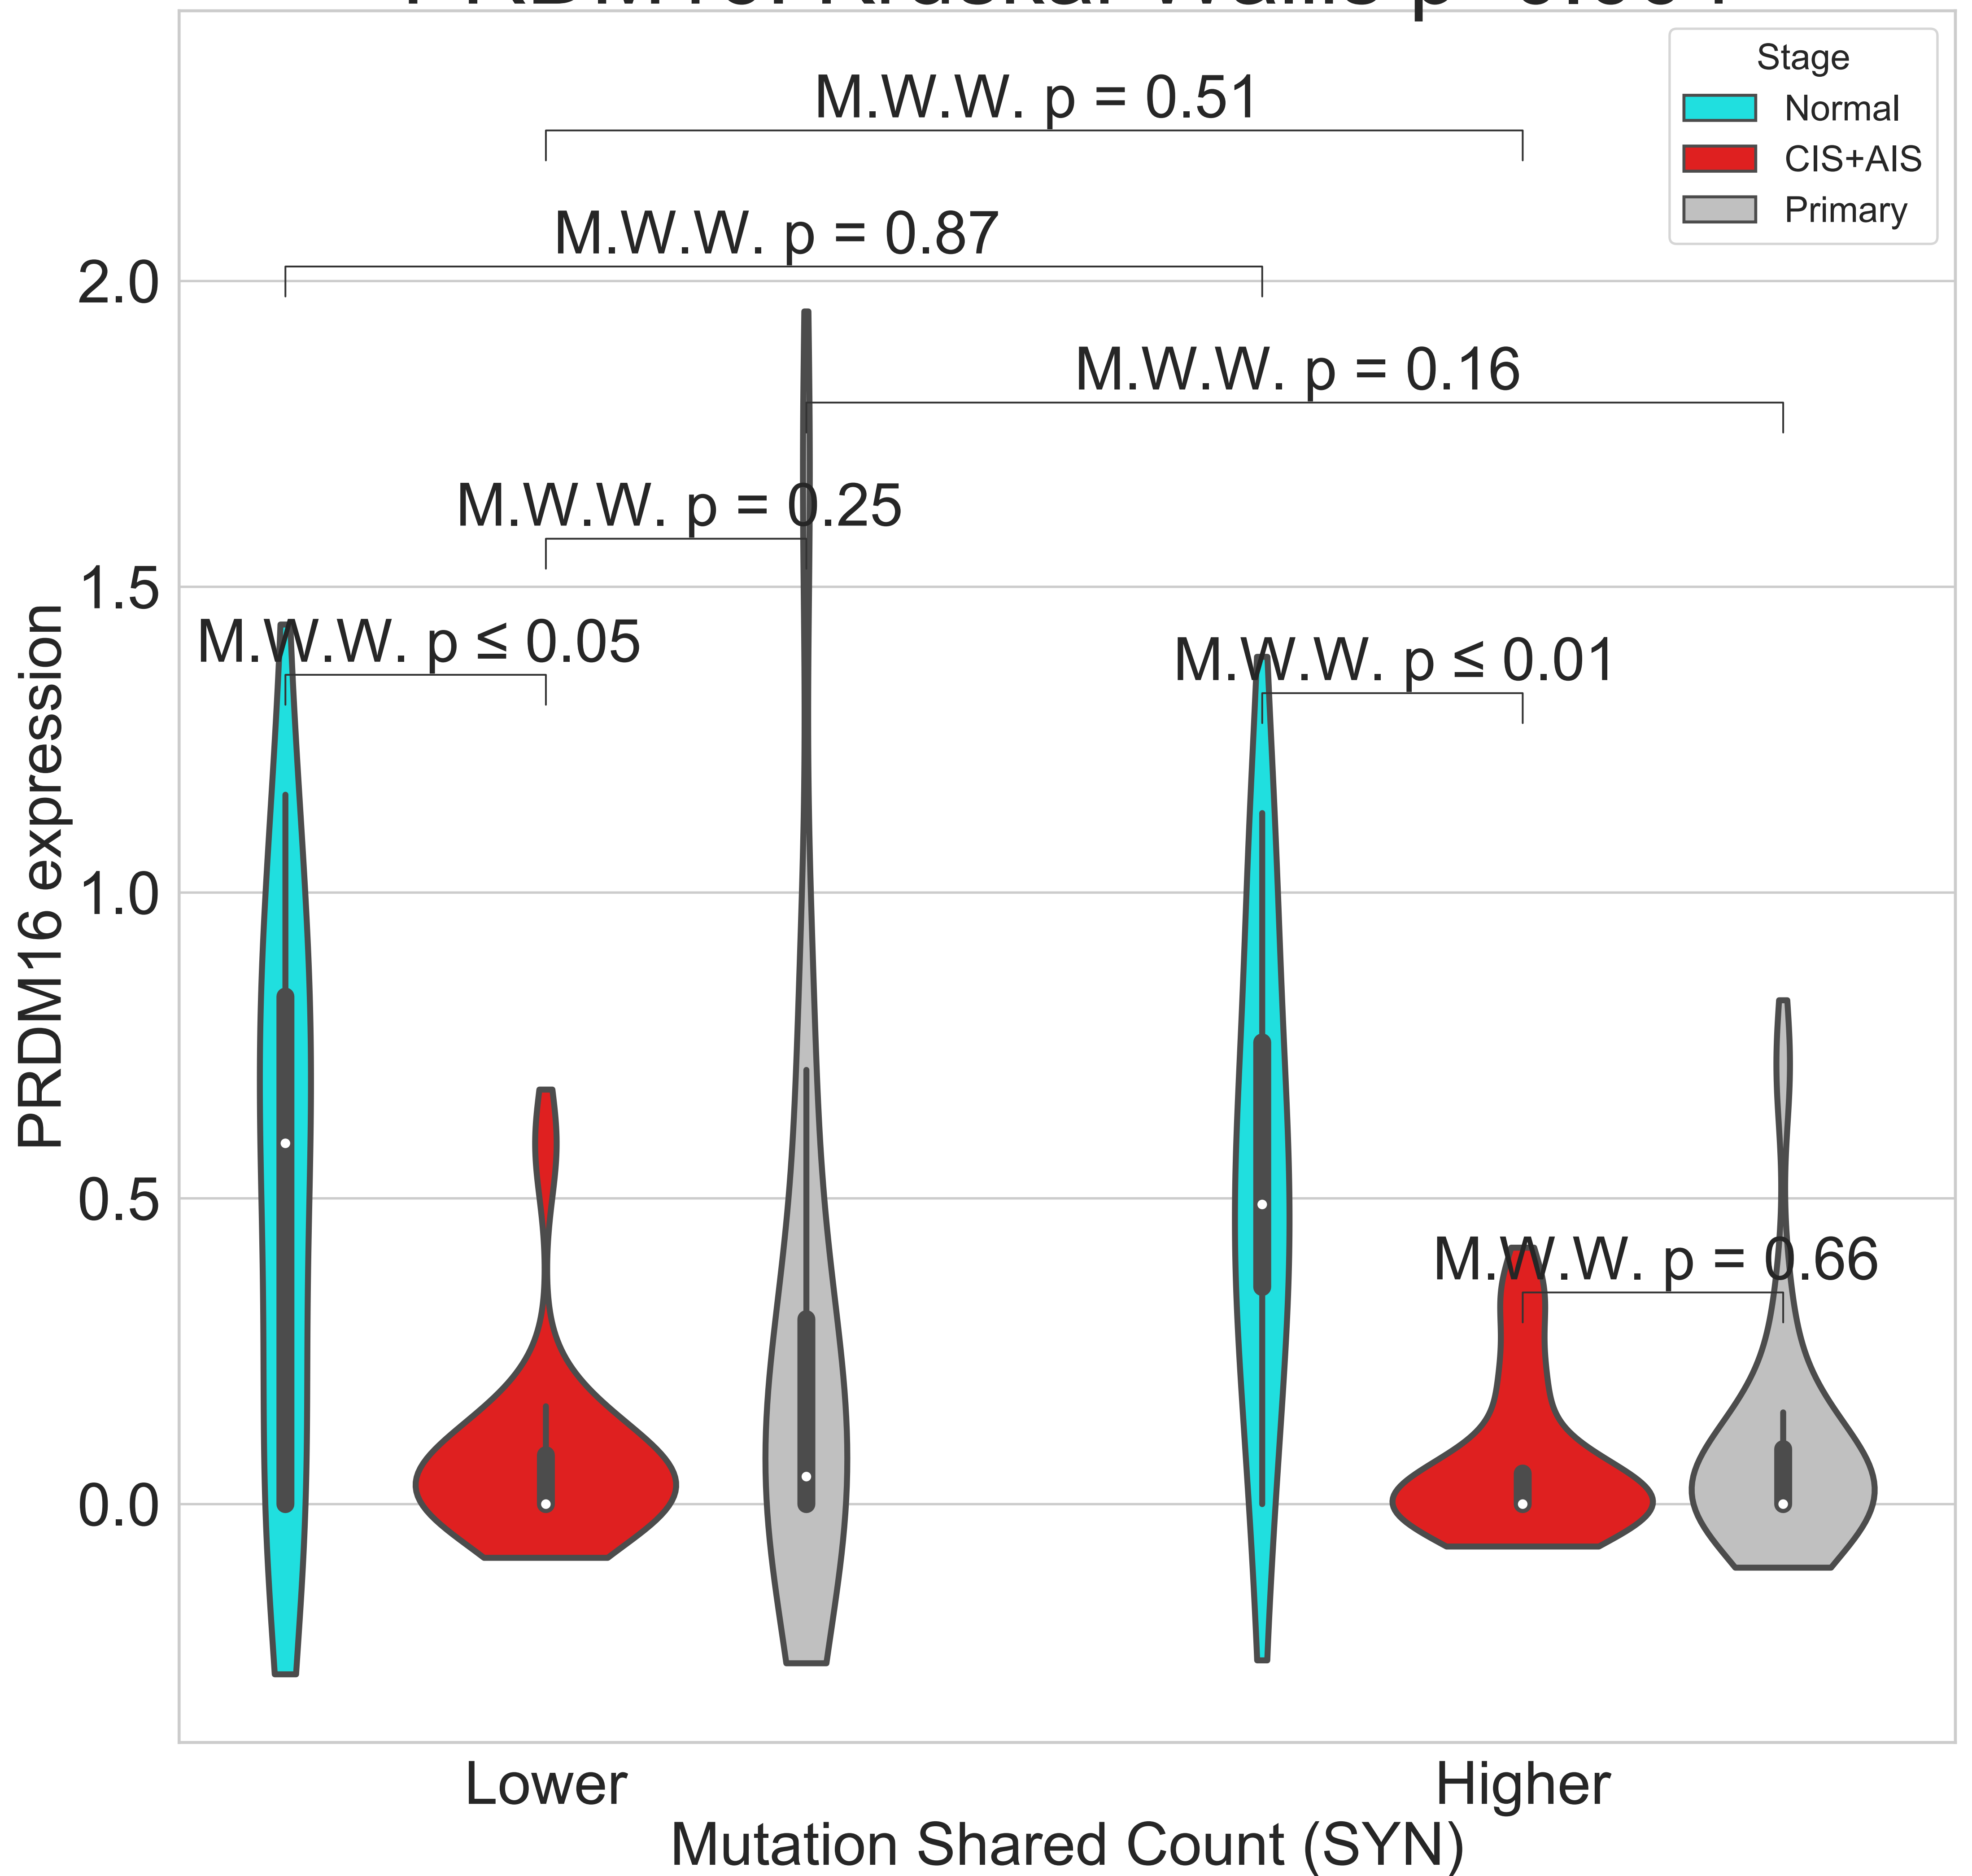 Stage
Normal
CIS+AIS
Primary
M.W.W. p = 0.51
M.W.W. p = 0.87
2.0
M.W.W. p = 0.16
M.W.W. p = 0.25
1.5
M.W.W. p ≤ 0.05
M.W.W. p ≤ 0.01
PRDM16 expression
1.0
0.5
M.W.W. p = 0.66
0.0
Lower
Higher
Mutation Shared Count (SYN)